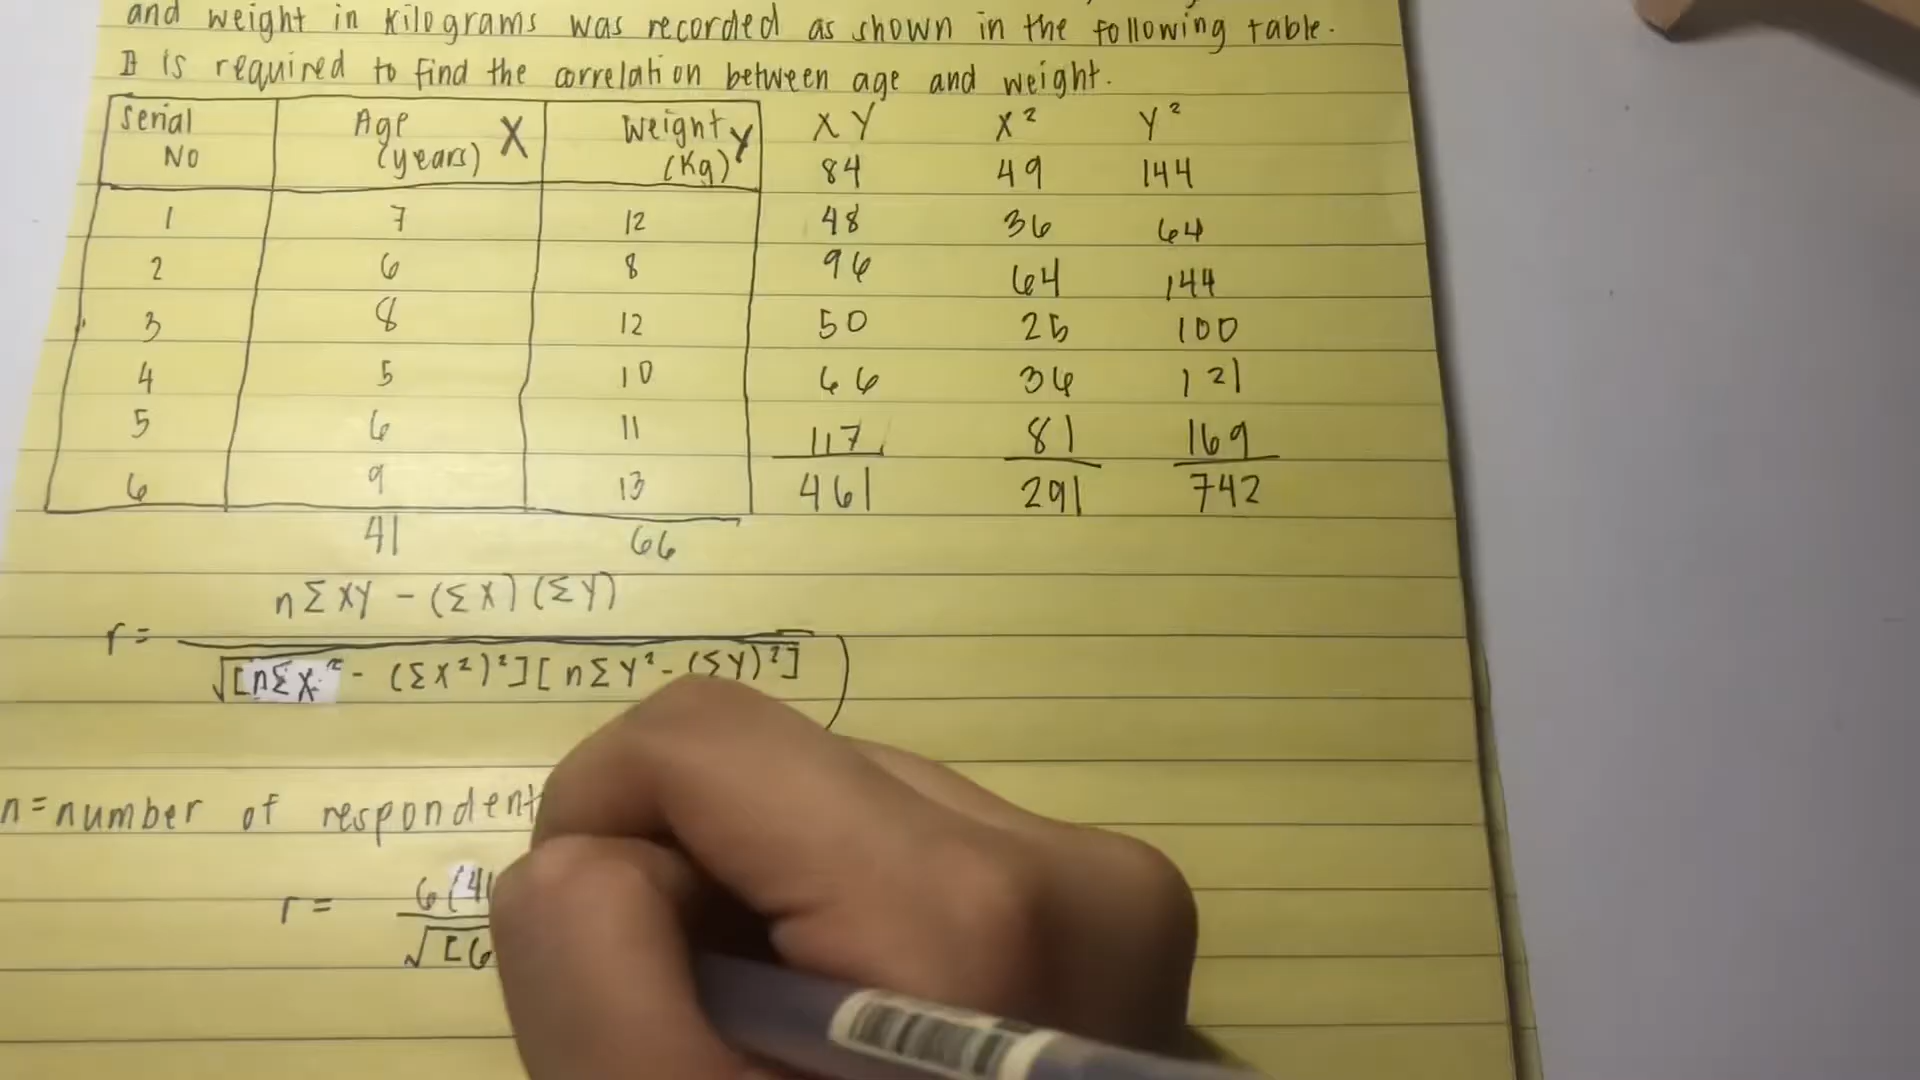 and weight in kilograms was recorded as shown in the following table.
It is required to find the correlation between age and weight.
Serial No Age (years) X Weight (kg) Y XY X² Y²
84 49 144
1 7 12 48 36 64
2 6 8 96 64 144
3 8 12 50 25 100
4 5 10 66 36 121
5 6 11 117 81 169
6 9 13 461 291 742
41 66
n Σ XY - (ΣX) (ΣY)
r =
√[nΣX² - (ΣX²)²][nΣY² - (ΣY)²]
n = number of respondent
r = 6(41
√[6